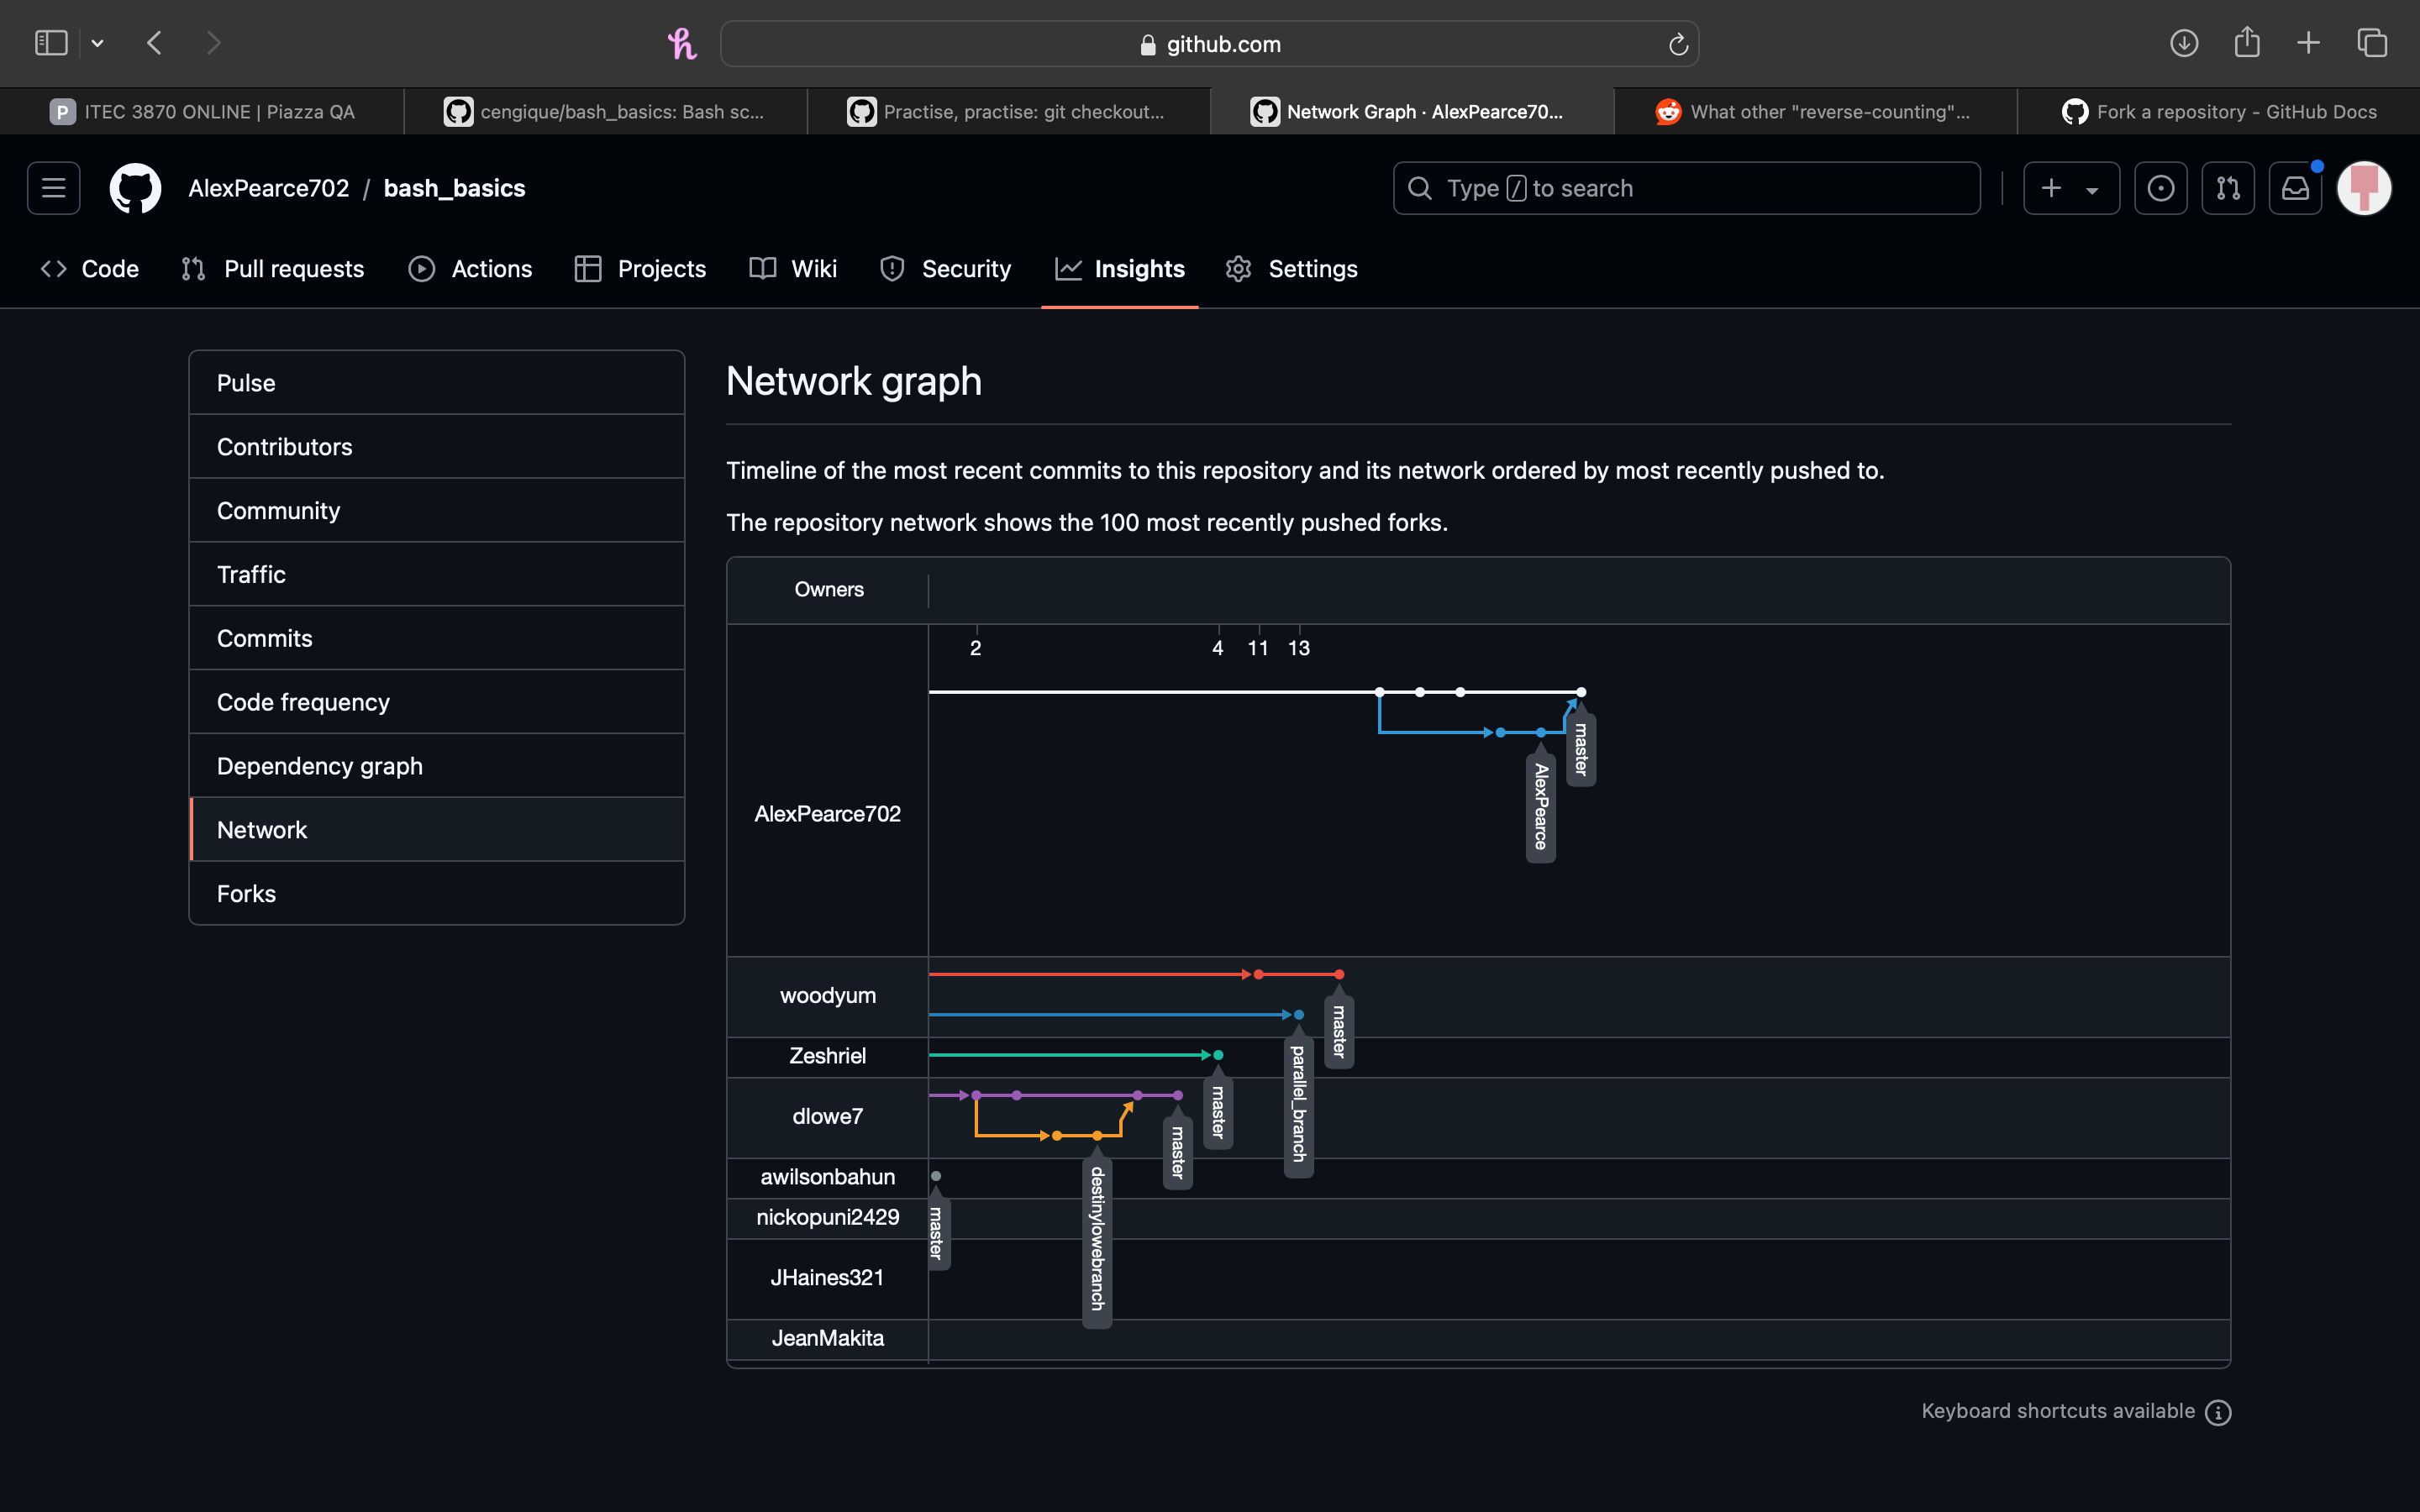 github.com
P ITEC 3870 ONLINE | Piazza QA
cengique/bash_basics: Bash sc...
Practise, practise: git checkout...
Network Graph · AlexPearce70...
What other "reverse-counting"...
Fork a repository - GitHub Docs
AlexPearce702 / bash_basics
Type / to search
Code
Pull requests
Actions
Projects
Wiki
Security
Insights
Settings
Pulse
Contributors
Community
Traffic
Commits
Code frequency
Dependency graph
Network
Forks
Network graph
Timeline of the most recent commits to this repository and its network ordered by most recently pushed to.
The repository network shows the 100 most recently pushed forks.
Owners
2 4 11 13
AlexPearce702
master
AlexPearce
woodyum
master
parallel_branch
Zeshriel
master
dlowe7
master
destinylowebranch
awilsonbahun
master
nickopuni2429
JHaines321
JeanMakita
Keyboard shortcuts available